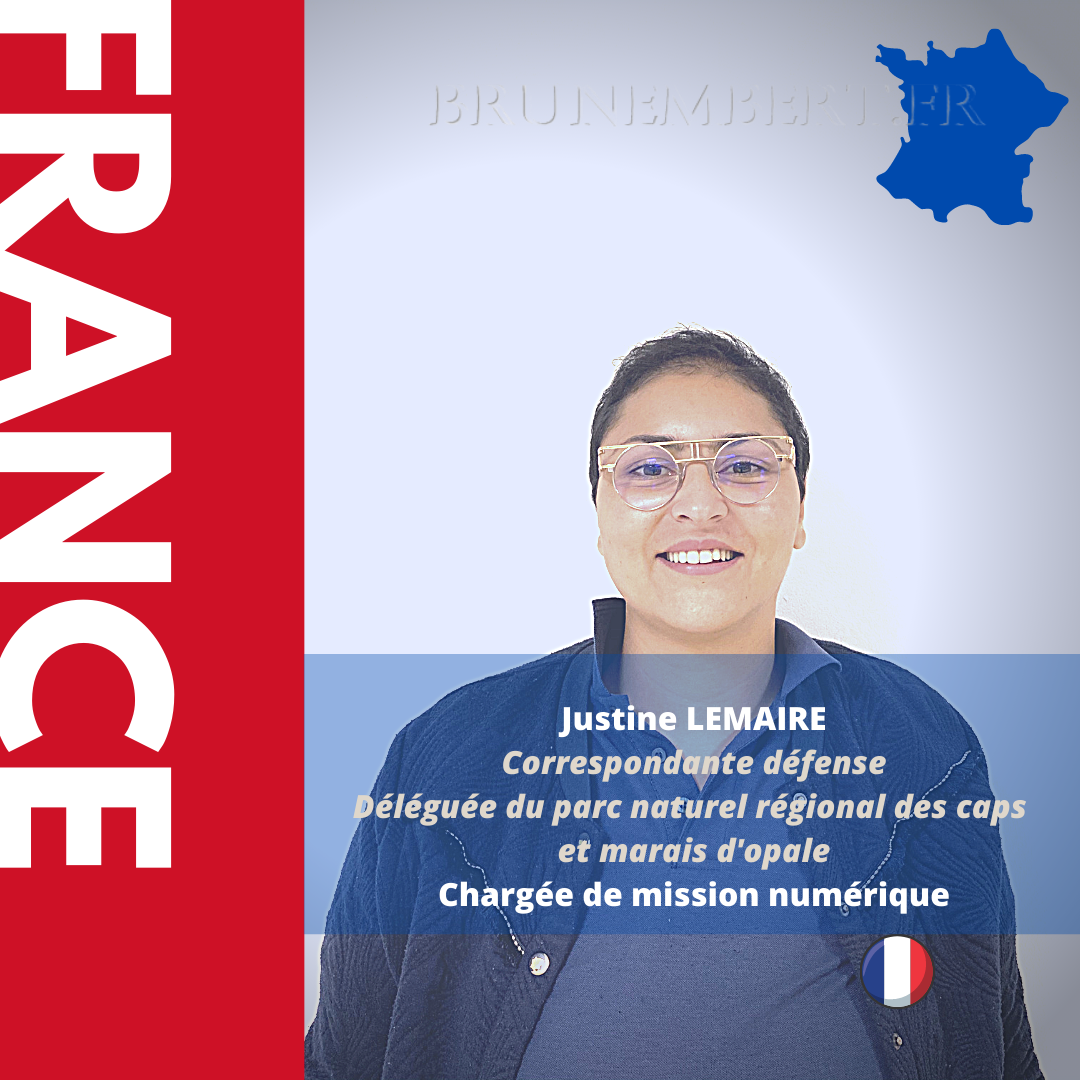 FRANCE
BRUNEMBERT.FR
Justine LEMAIRE
Correspondante défense
Déléguée du parc naturel régional des caps
et marais d'opale
Chargée de mission numérique